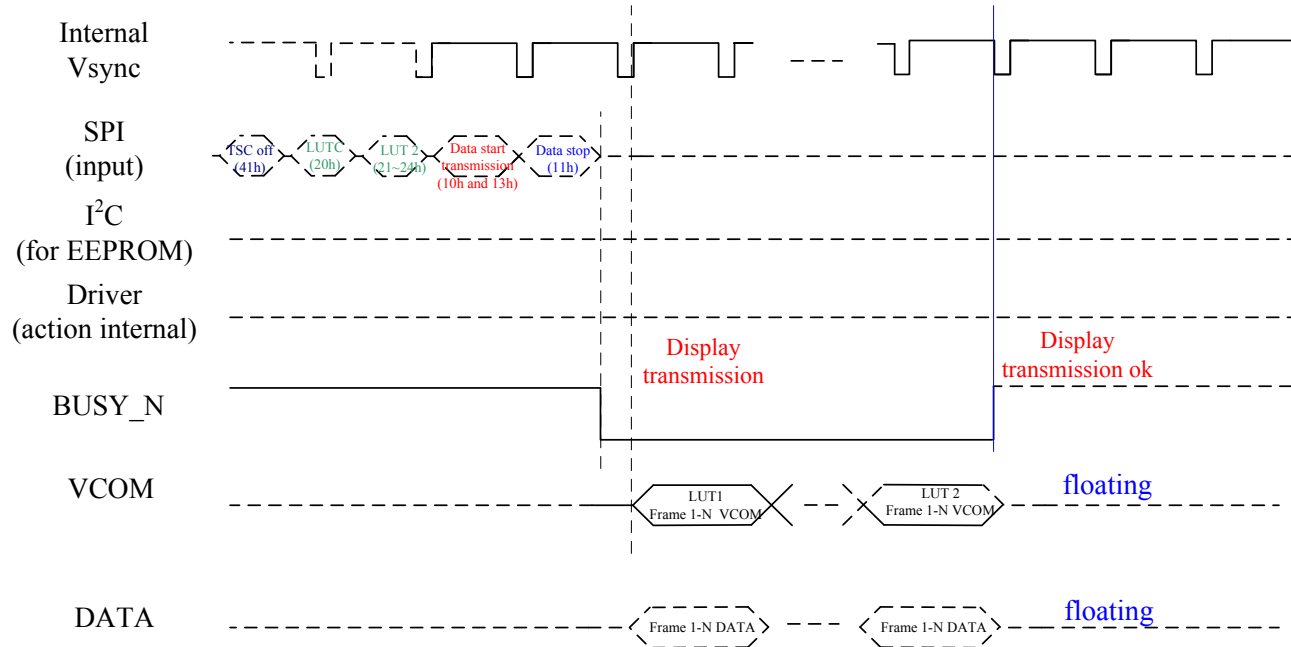 Internal
Vsync
SPI
(input)
TSC off
(41h)
LUTC
(20h)
LUT 2
(21~24h)
Data start
transmission
(10h and 13h)
Data stop
(11h)
I²C
(for EEPROM)
Driver
(action internal)
Display
transmission
Display
transmission ok
BUSY_N
VCOM
LUT1
Frame 1-N VCOM
LUT 2
Frame 1-N VCOM
floating
DATA
Frame 1-N DATA
Frame 1-N DATA
floating